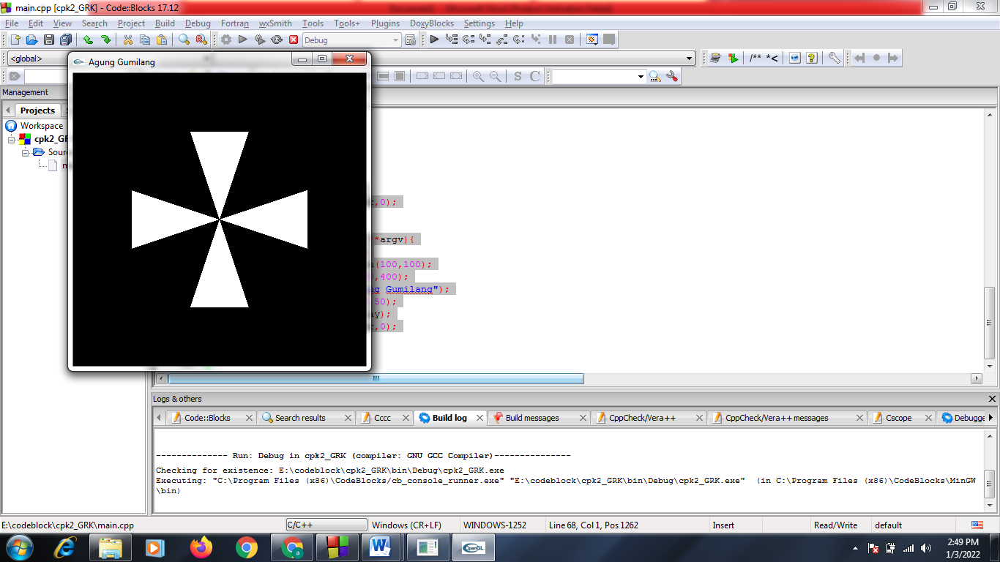 main.cpp [cpk2_GRK] - Code::Blocks 17.12
File Edit View Search Project Build Debug Fortran wxSmith Tools Tools+ Plugins DoxyBlocks Settings Help
Debug
<global>
/** *<
S C
Agung Gumilang
Management
Projects
Workspace
cpk2_GR
Sour
,0);
*argv){
(100,100);
,400);
Gumilang");
50);
y);
,0);
Logs & others
Code::Blocks Search results Cccc Build log Build messages CppCheck/Vera++ CppCheck/Vera++ messages Cscope Debugge
-------------- Run: Debug in cpk2_GRK (compiler: GNU GCC Compiler)---------------
Checking for existence: E:\codeblock\cpk2_GRK\bin\Debug\cpk2_GRK.exe
Executing: "C:\Program Files (x86)\CodeBlocks/cb_console_runner.exe" "E:\codeblock\cpk2_GRK\bin\Debug\cpk2_GRK.exe"  (in C:\Program Files (x86)\CodeBlocks\MinGW
\bin)
E:\codeblock\cpk2_GRK\main.cpp C/C++ Windows (CR+LF) WINDOWS-1252 Line 68, Col 1, Pos 1262 Insert Read/Write default
OpenGL
2:49 PM
1/3/2022